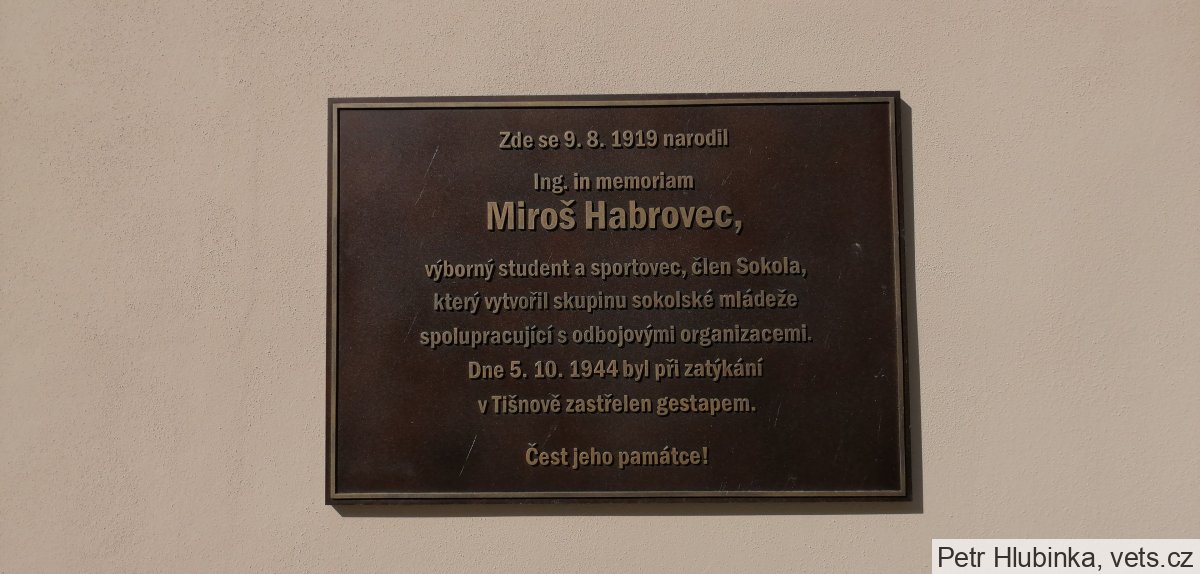 Zde se 9. 8. 1919 narodil
Ing. in memoriam
Miroš Habrovec,
výborný student a sportovec, člen Sokola,
který vytvořil skupinu sokolské mládeže
spolupracující s odbojovými organizacemi.
Dne 5. 10. 1944 byl při zatýkání
v Tišnově zastřelen gestapem.
Čest jeho památce!
Petr Hlubinka, vets.cz